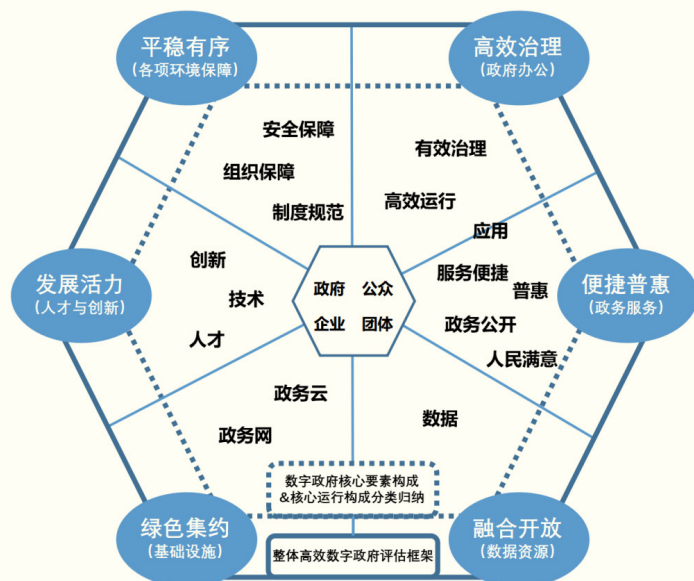 平稳有序
(各项环境保障)
高效治理
(政府办公)
安全保障
组织保障
制度规范
有效治理
高效运行
应用
发展活力
(人才与创新)
创新
技术
人才
政府 公众
企业 团体
服务便捷
普惠
政务公开
人民满意
便捷普惠
(政务服务)
政务云
政务网
数据
数字政府核心要素构成
&核心运行构成分类归纳
绿色集约
(基础设施)
整体高效数字政府评估框架
融合开放
(数据资源)